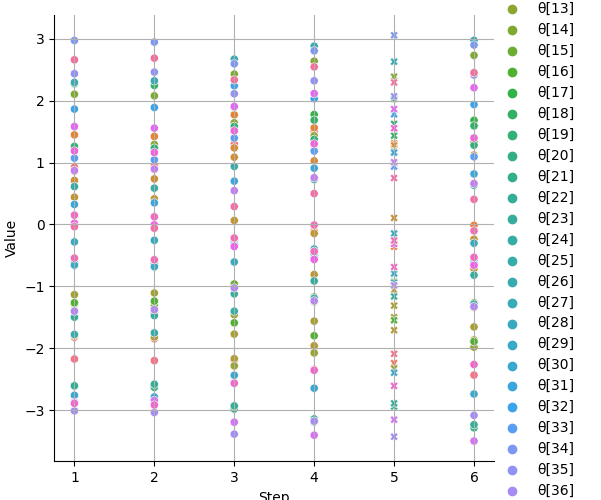 3
2
1
0
−1
−2
−3
Value
1
2
3
4
5
6
Step
θ[13]
θ[14]
θ[15]
θ[16]
θ[17]
θ[18]
θ[19]
θ[20]
θ[21]
θ[22]
θ[23]
θ[24]
θ[25]
θ[26]
θ[27]
θ[28]
θ[29]
θ[30]
θ[31]
θ[32]
θ[33]
θ[34]
θ[35]
θ[36]